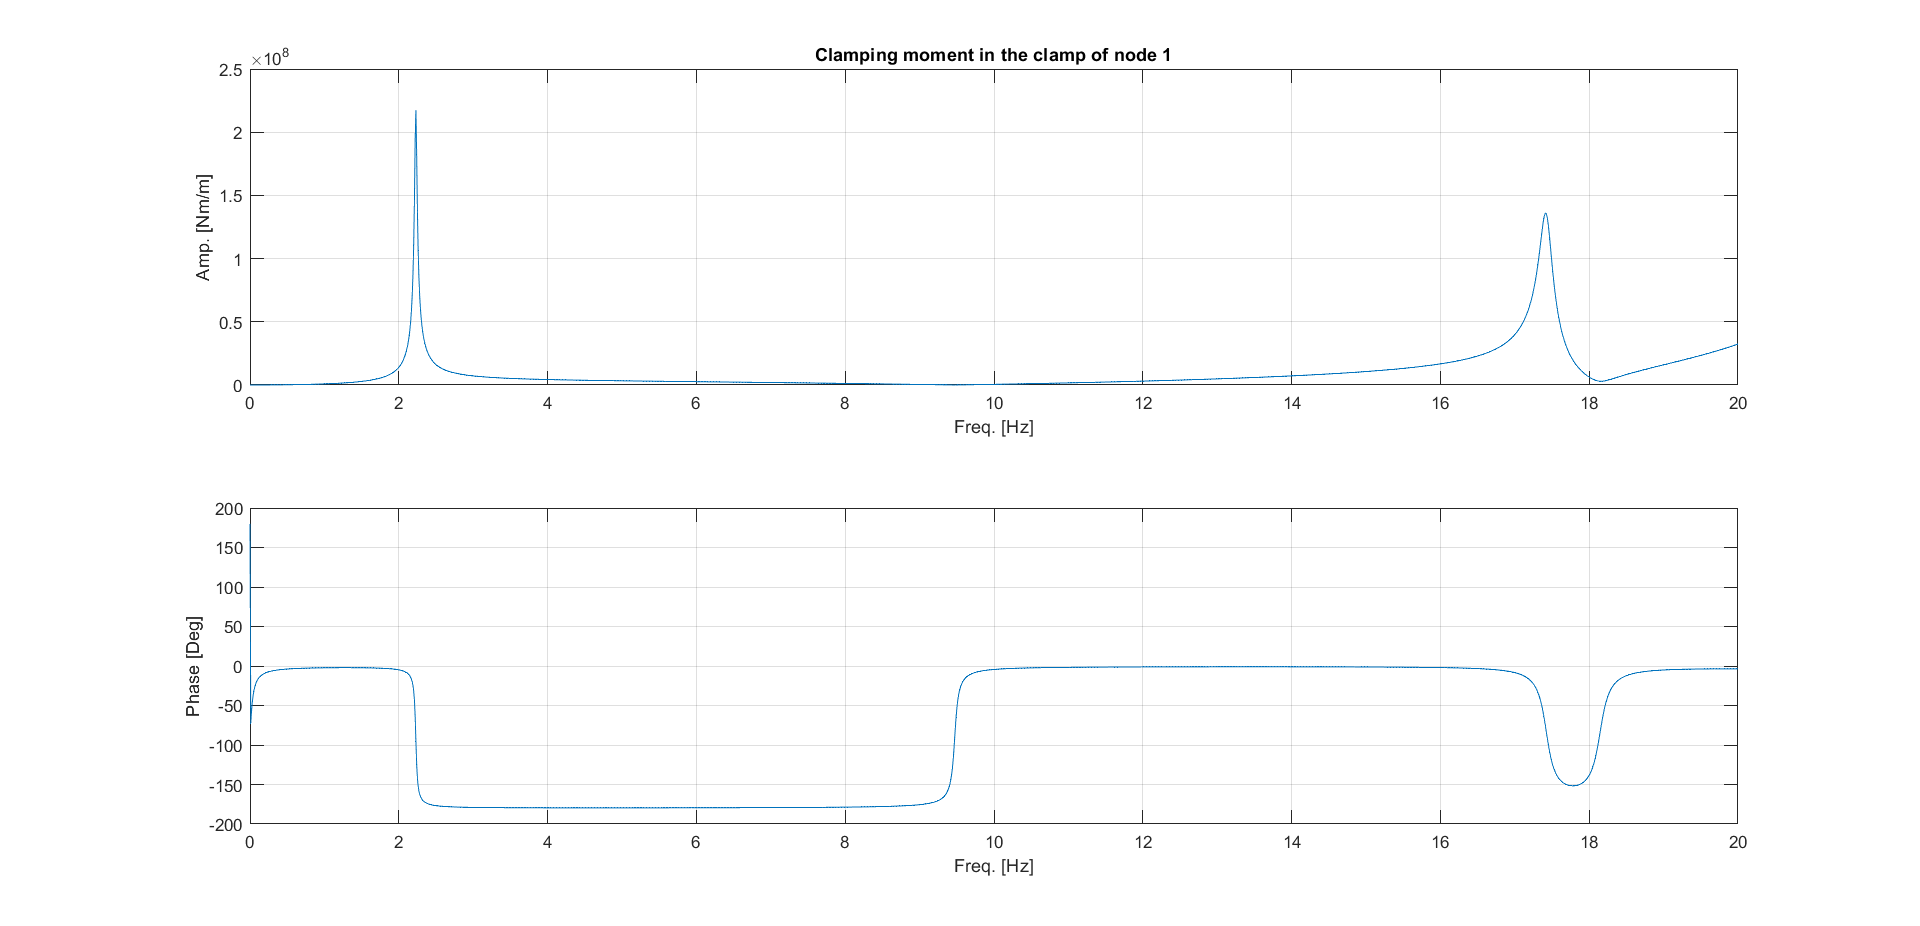 Clamping moment in the clamp of node 1
×10^8
2.5
2
1.5
1
0.5
0
Amp. [Nm/m]
0 2 4 6 8 10 12 14 16 18 20
Freq. [Hz]
200
150
100
50
0
-50
-100
-150
-200
Phase [Deg]
0 2 4 6 8 10 12 14 16 18 20
Freq. [Hz]